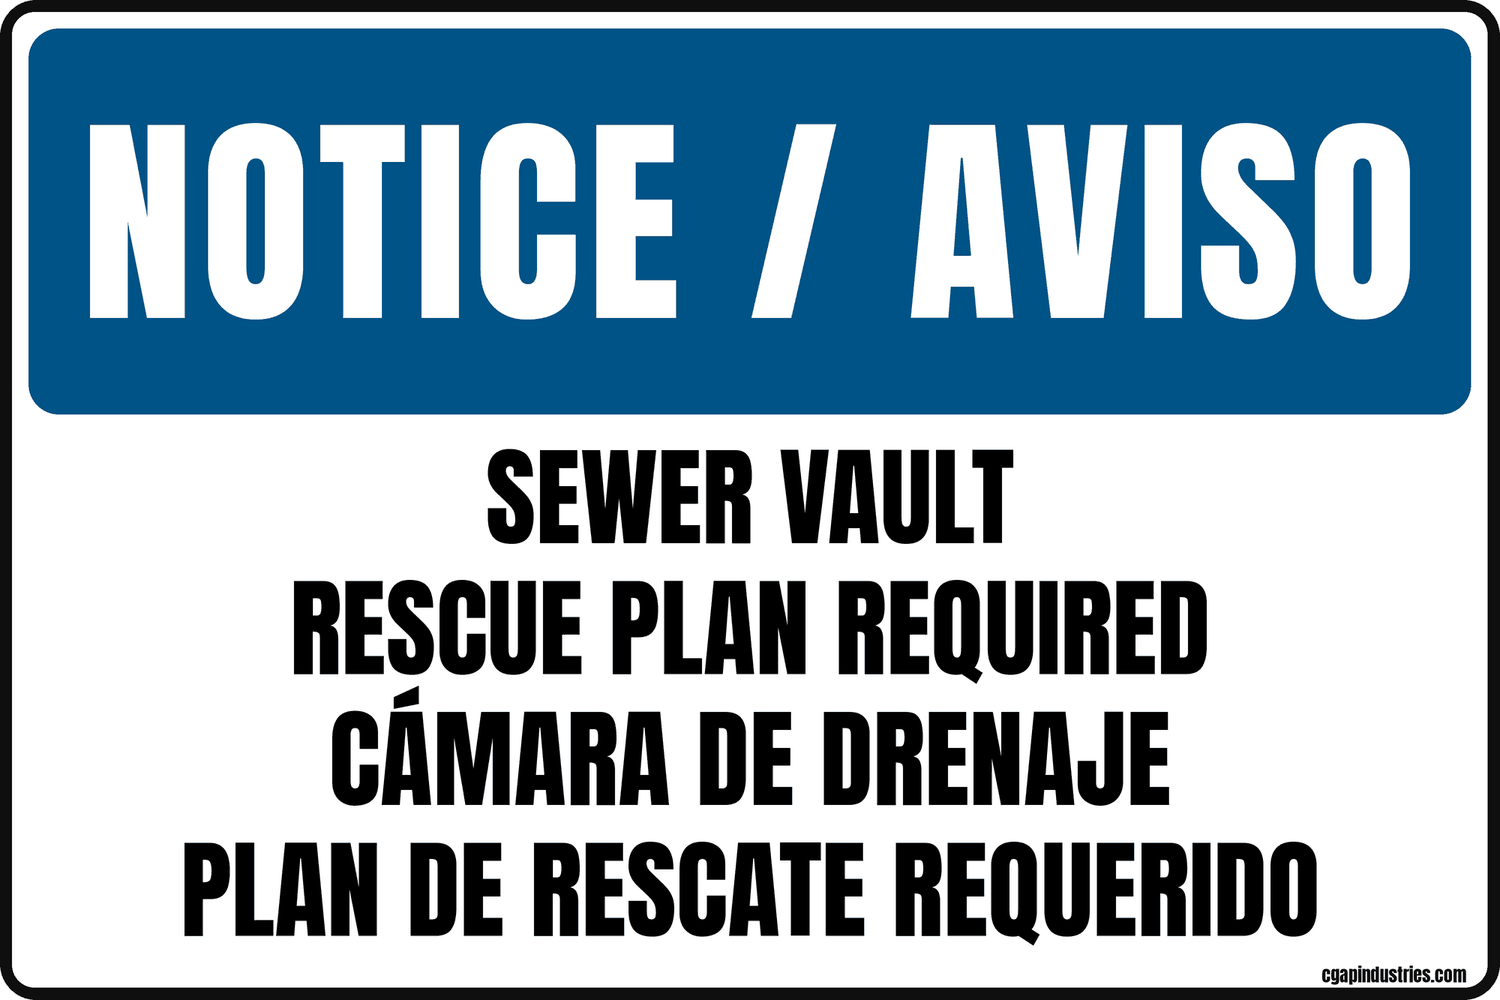 NOTICE / AVISO
SEWER VAULT
RESCUE PLAN REQUIRED
CÁMARA DE DRENAJE
PLAN DE RESCATE REQUERIDO
cgapindustries.com